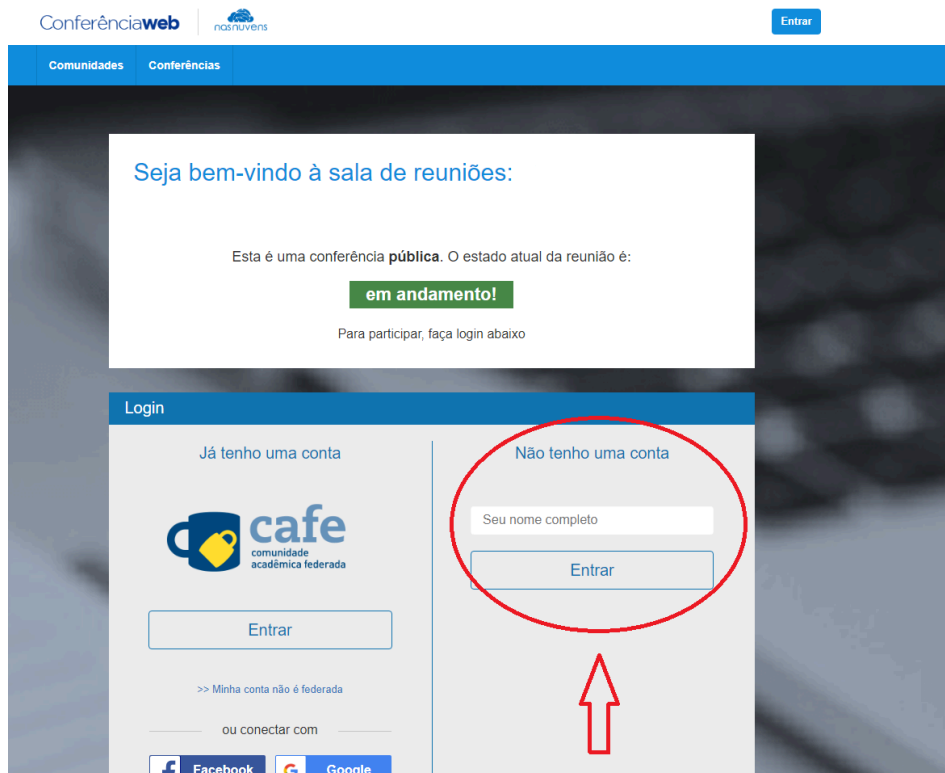 Conferênciaweb
nasnuvens
Entrar
Comunidades
Conferências
Seja bem-vindo à sala de reuniões:
Esta é uma conferência pública. O estado atual da reunião é:
em andamento!
Para participar, faça login abaixo
Login
Já tenho uma conta
cafe
comunidade
acadêmica federada
Entrar
>> Minha conta não é federada
ou conectar com
Facebook
Google
Não tenho uma conta
Seu nome completo
Entrar